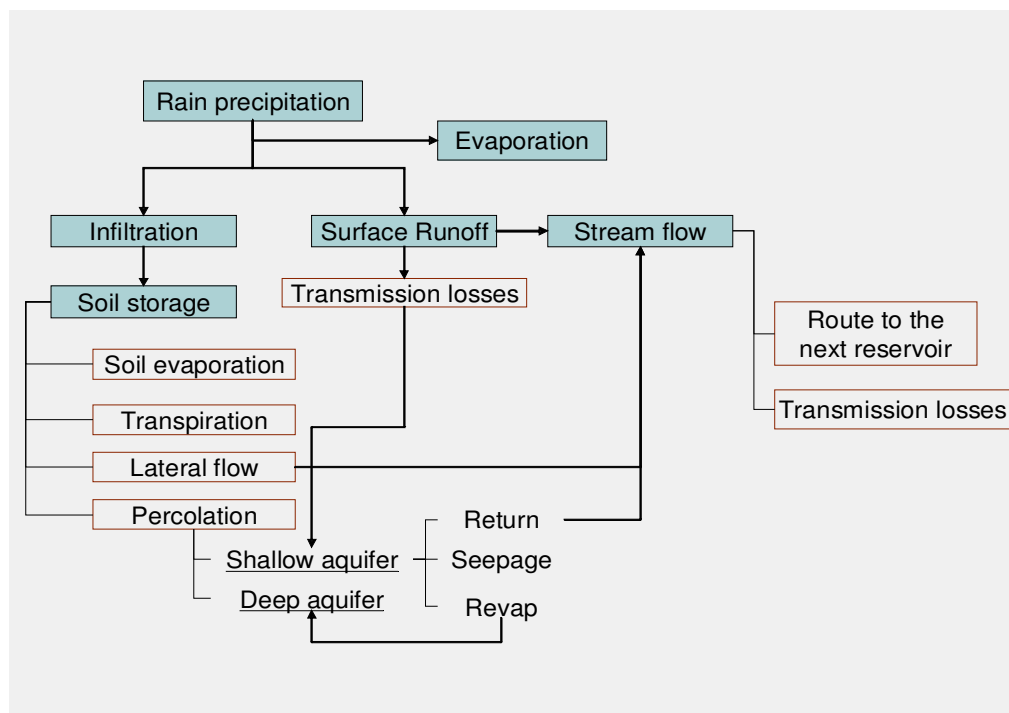 Rain precipitation
Evaporation
Infiltration
Surface Runoff
Stream flow
Soil storage
Transmission losses
Route to the
next reservoir
Soil evaporation
Transpiration
Transmission losses
Lateral flow
Percolation
Return
Shallow aquifer
Seepage
Deep aquifer
Revap